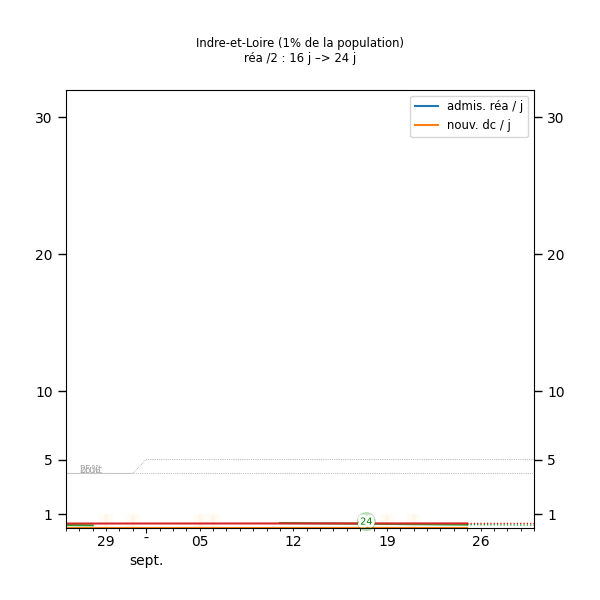 Indre-et-Loire (1% de la population)
réa /2 : 16 j –> 24 j
admis. réa / j
nouv. dc / j
30 30
20 20
10 10
5 5
1 1
24
29 - 05 12 19 26
sept.